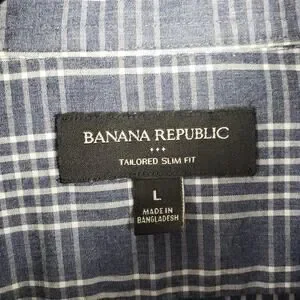 BANANA REPUBLIC
TAILORED SLIM FIT
L
MADE IN
BANGLADESH